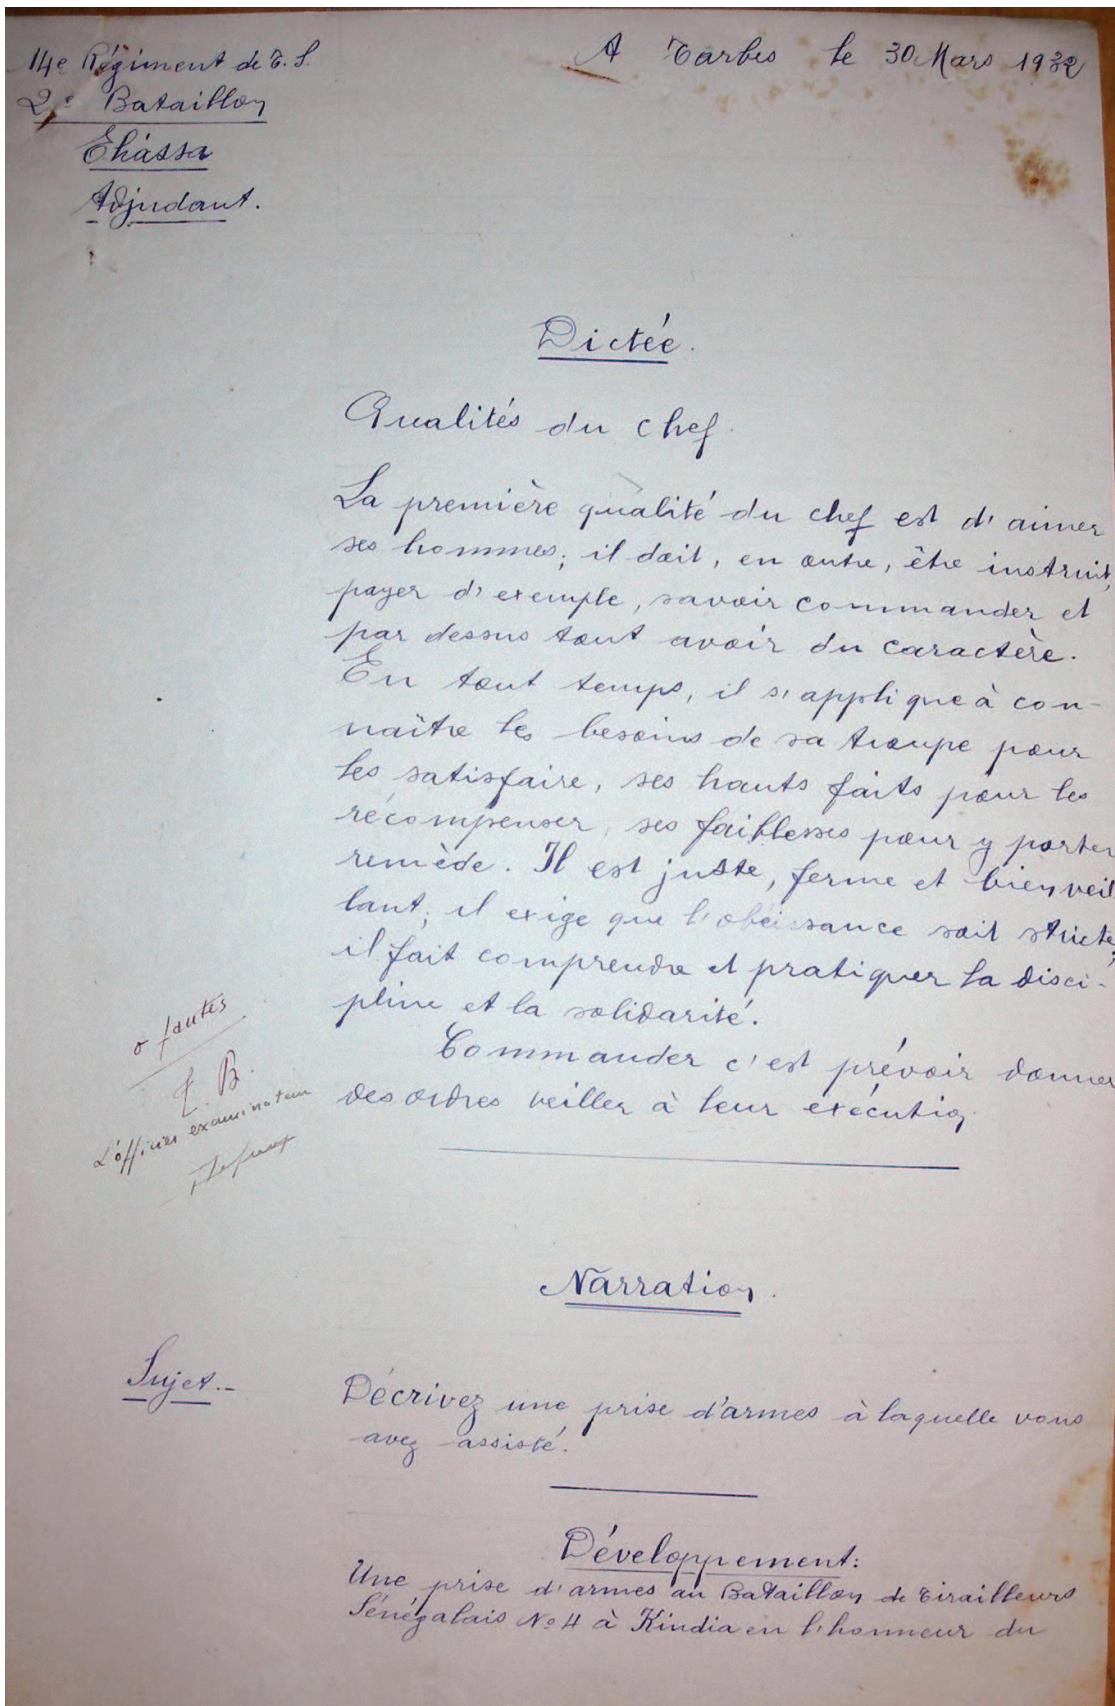 14e Régiment de T. S.
A Tarbes le 30 Mars 1932
2e Bataillon
Ehássa
Adjudant.
Dictée.
Qualités du chef.
La première qualité du chef est d'aimer
ses hommes; il doit, en outre, être instruit,
payer d'exemple, savoir commander et
par dessus tout avoir du caractère.
En tout temps, il s'applique à con-
naître les besoins de sa troupe pour
les satisfaire, ses hauts faits pour les
récompenser, ses faiblesses pour y porter
remède. Il est juste, ferme et bienveil
lant; il exige que l'obéissance soit stricte;
il fait comprendre et pratiquer la disci-
pline et la solidarité.
Commander c'est prévoir donner
des ordres veiller à leur exécution
0 fautes
T. B.
L'officier examinateur
Narration.
Sujet.-
Décrivez une prise d'armes à laquelle vous
avez assisté.
Développement:
Une prise d'armes au Bataillon de Tirailleurs
Sénégalais No 4 à Kindia en l'honneur du